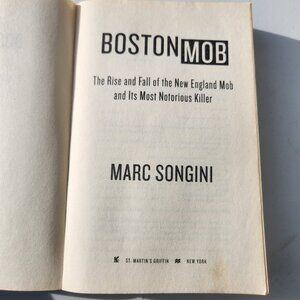 BOSTON MOB
The Rise and Fall of the New England Mob
and Its Most Notorious Killer
MARC SONGINI
ST. MARTIN'S GRIFFIN NEW YORK